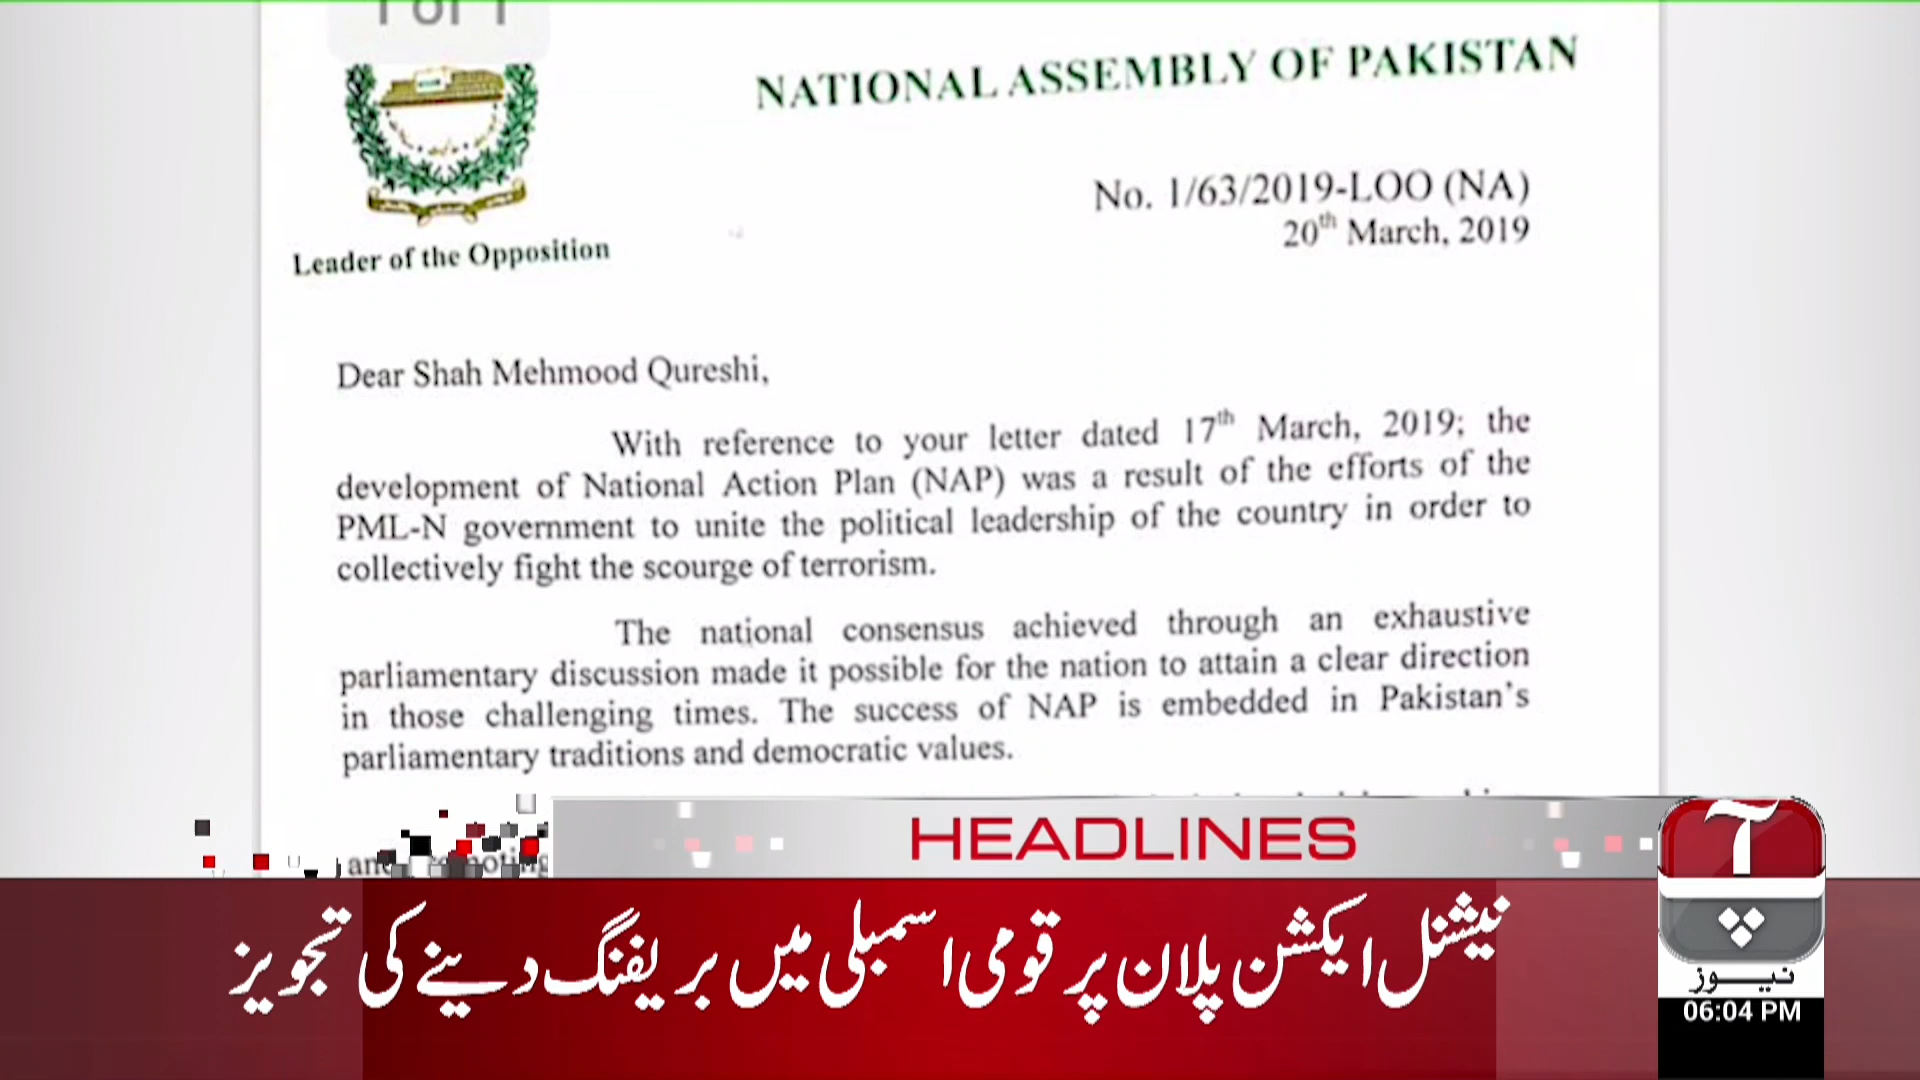 1 of 1
NATIONAL ASSEMBLY OF PAKISTAN
No. 1/63/2019-LOO (NA)
20th March, 2019
Leader of the Opposition
Dear Shah Mehmood Qureshi,
With reference to your letter dated 17th March, 2019; the
development of National Action Plan (NAP) was a result of the efforts of the
PML-N government to unite the political leadership of the country in order to
collectively fight the scourge of terrorism.
The national consensus achieved through an exhaustive
parliamentary discussion made it possible for the nation to attain a clear direction
in those challenging times. The success of NAP is embedded in Pakistan's
parliamentary traditions and democratic values.
HEADLINES
نیشنل ایکشن پلان پر قومی اسمبلی میں بریفنگ دینے کی تجویز
آپ
نیوز
06:04 PM